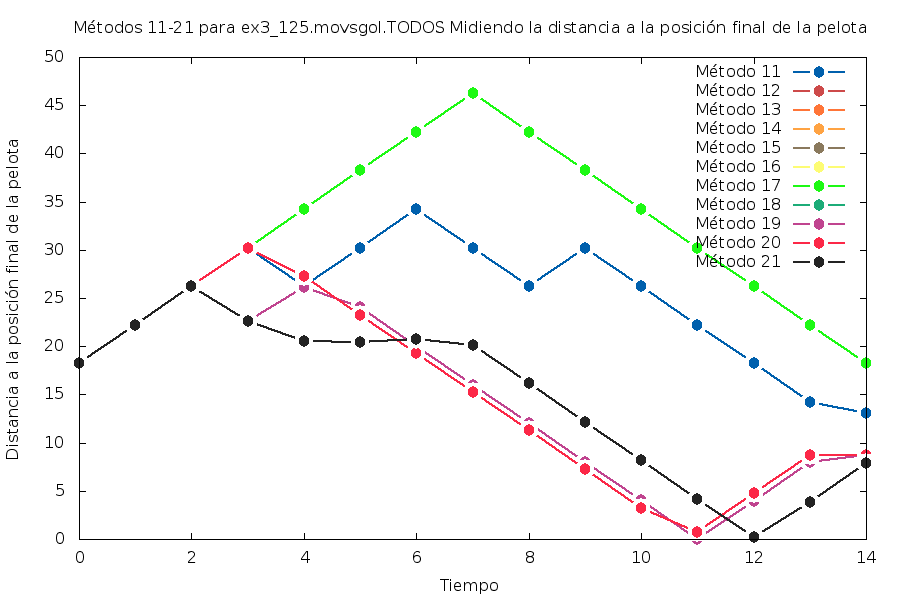 Métodos 11-21 para ex3_125.movsgol.TODOS Midiendo la distancia a la posición final de la pelota
50
45
40
35
30
25
20
15
10
5
0
Distancia a la posición final de la pelota
Método 11
Método 12
Método 13
Método 14
Método 15
Método 16
Método 17
Método 18
Método 19
Método 20
Método 21
0 2 4 6 8 10 12 14
Tiempo